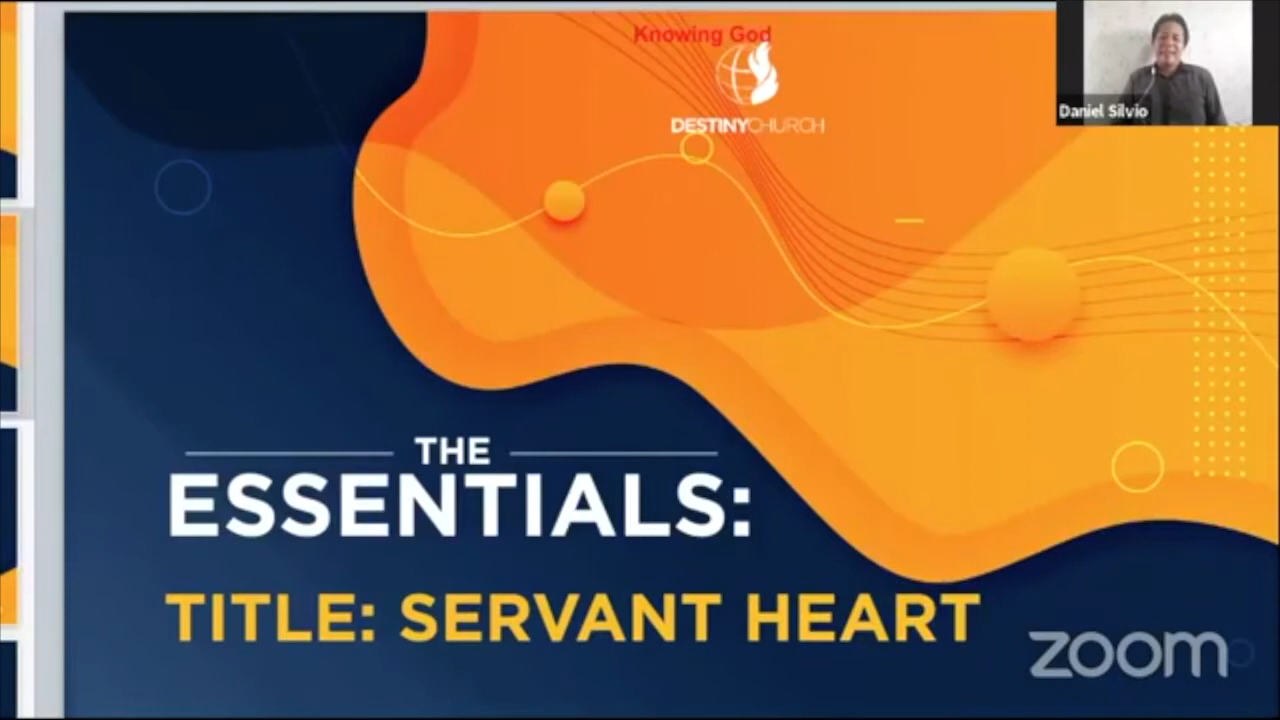 Knowing God
DESTINYCHURCH
Daniel Silvio
THE
ESSENTIALS:
TITLE: SERVANT HEART
zoom